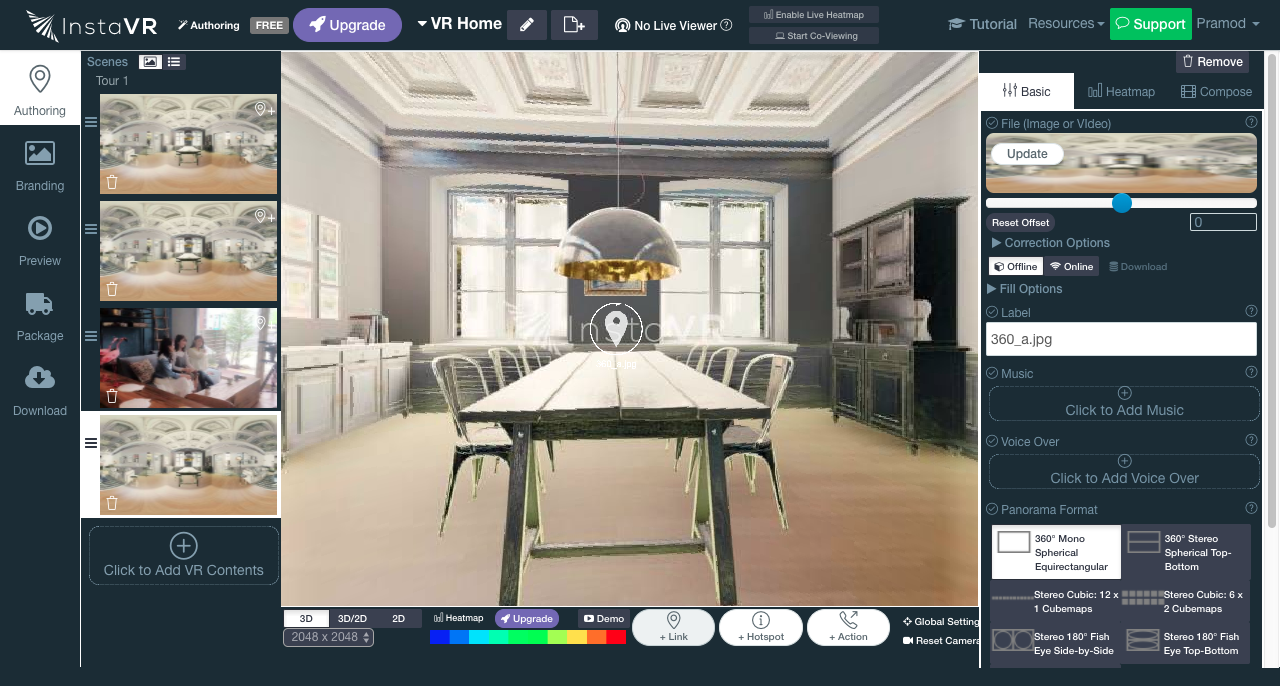 InstaVR
Authoring
FREE
Upgrade
VR Home
No Live Viewer
Enable Live Heatmap
Start Co-Viewing
Tutorial
Resources
Support
Pramod
Authoring
Branding
Preview
Package
Download
Scenes
Tour 1
Click to Add VR Contents
InstaVR
3D
3D/2D
2D
Heatmap
Upgrade
Demo
2048 x 2048
+ Link
+ Hotspot
+ Action
Global Setting
Reset Camera
Remove
Basic
Heatmap
Compose
File (Image or VIdeo)
Update
Reset Offset
0
Correction Options
Offline
Online
Download
Fill Options
Label
360_a.jpg
Music
Click to Add Music
Voice Over
Click to Add Voice Over
Panorama Format
360° Mono
Spherical
Equirectangular
360° Stereo
Spherical Top-
Bottom
Stereo Cubic: 12 x
1 Cubemaps
Stereo Cubic: 6 x
2 Cubemaps
Stereo 180° Fish
Eye Side-by-Side
Stereo 180° Fish
Eye Top-Bottom